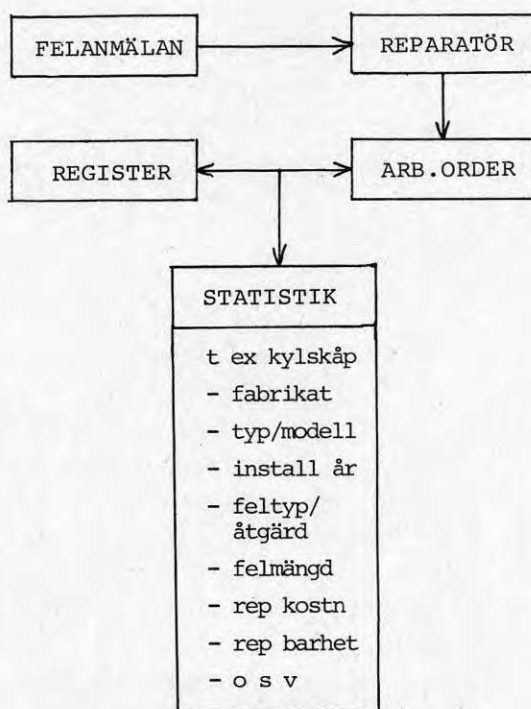 FELANMÄLAN
REPARATÖR
REGISTER
ARB.ORDER
STATISTIK
t ex kylskåp
- fabrikat
- typ/modell
- install år
- feltyp/
åtgärd
- felmängd
- rep kostn
- rep barhet
- o s v